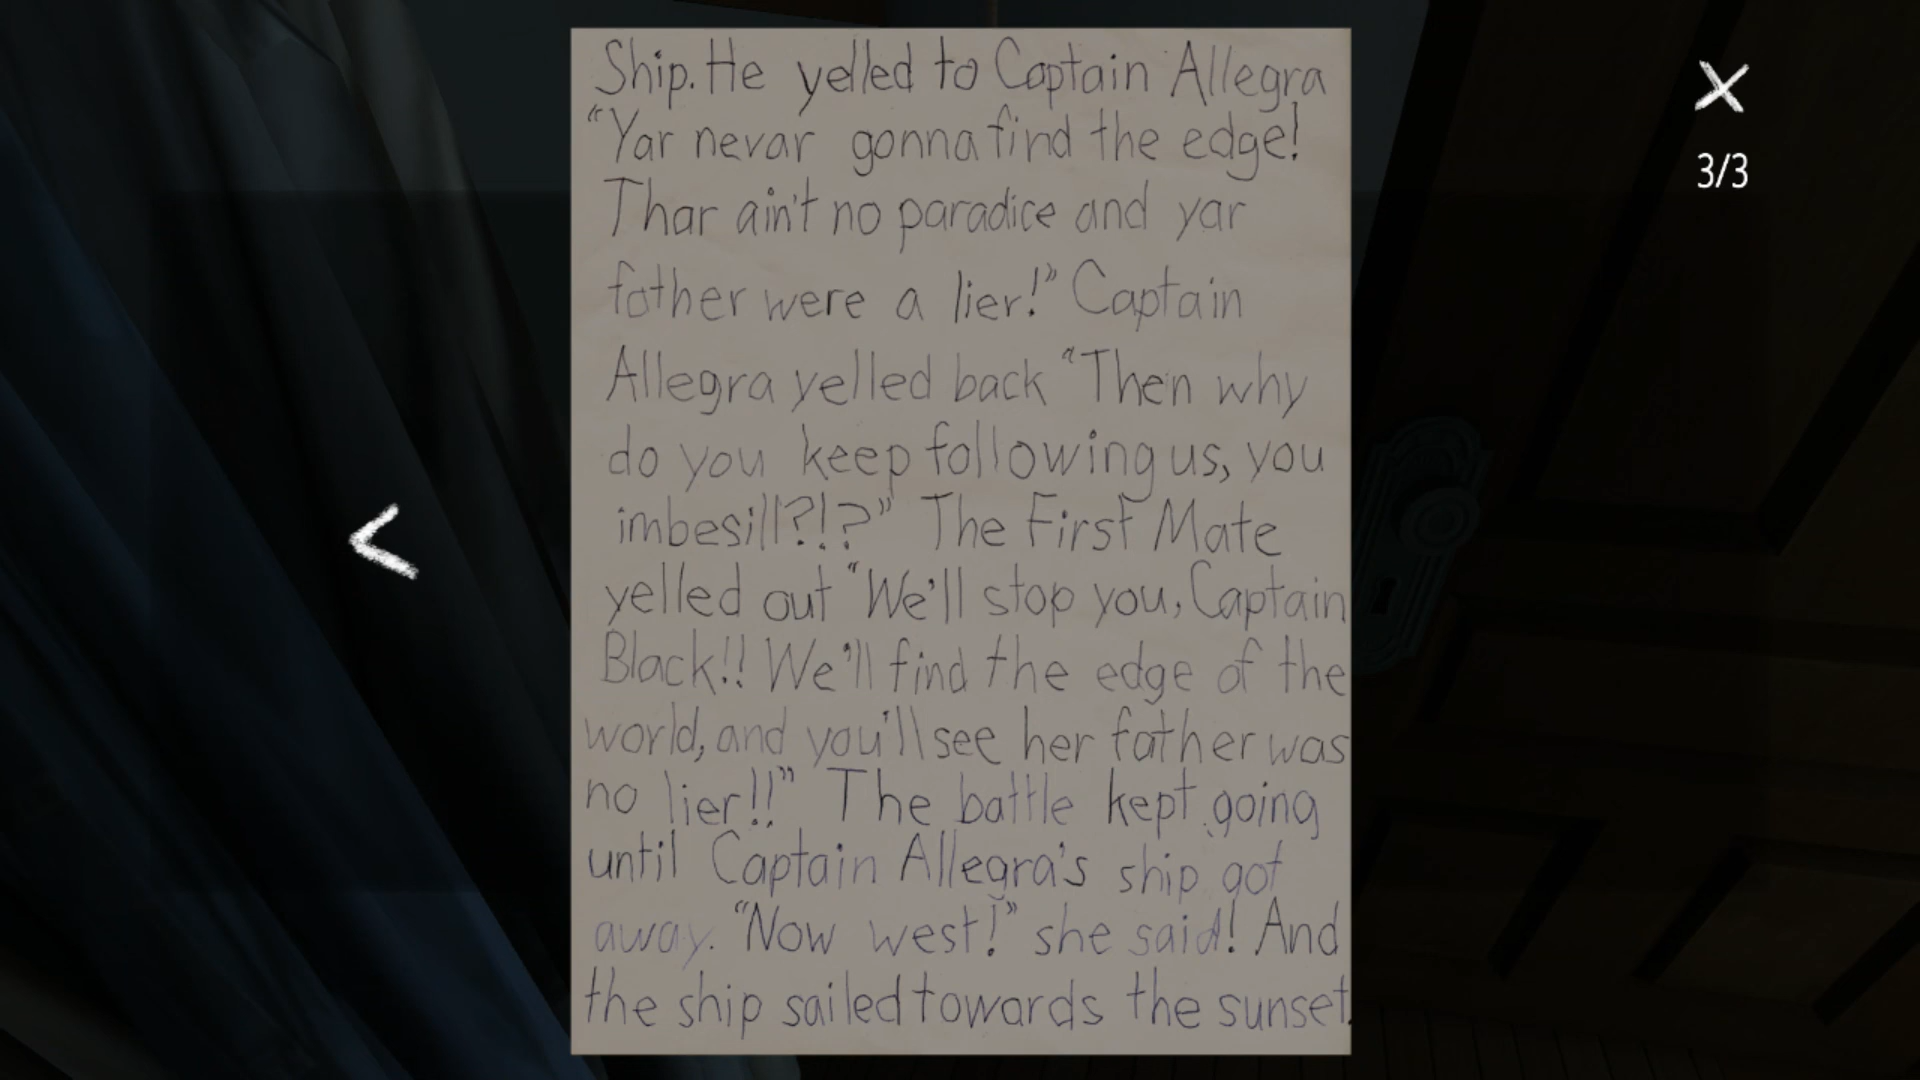 Ship. He yelled to Captain Allegra
"Yar nevar gonna find the edge!
Thar ain't no paradice and yar
father were a lier!" Captain
Allegra yelled back "Then why
do you keep following us, you
imbesill?!?" The First Mate
yelled out "We'll stop you, Captain
Black!! We'll find the edge of the
world, and you'll see her father was
no lier!!" The battle kept going
until Captain Allegra's ship got
away. "Now west!" she said! And
the ship sailed towards the sunset.
3/3